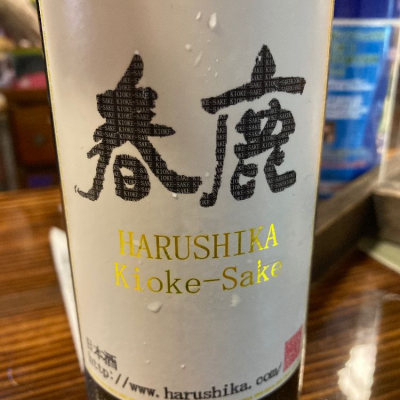 春鹿
HARUSHIKA
Kioke-Sake
日本酒
http://www.harushika.com/